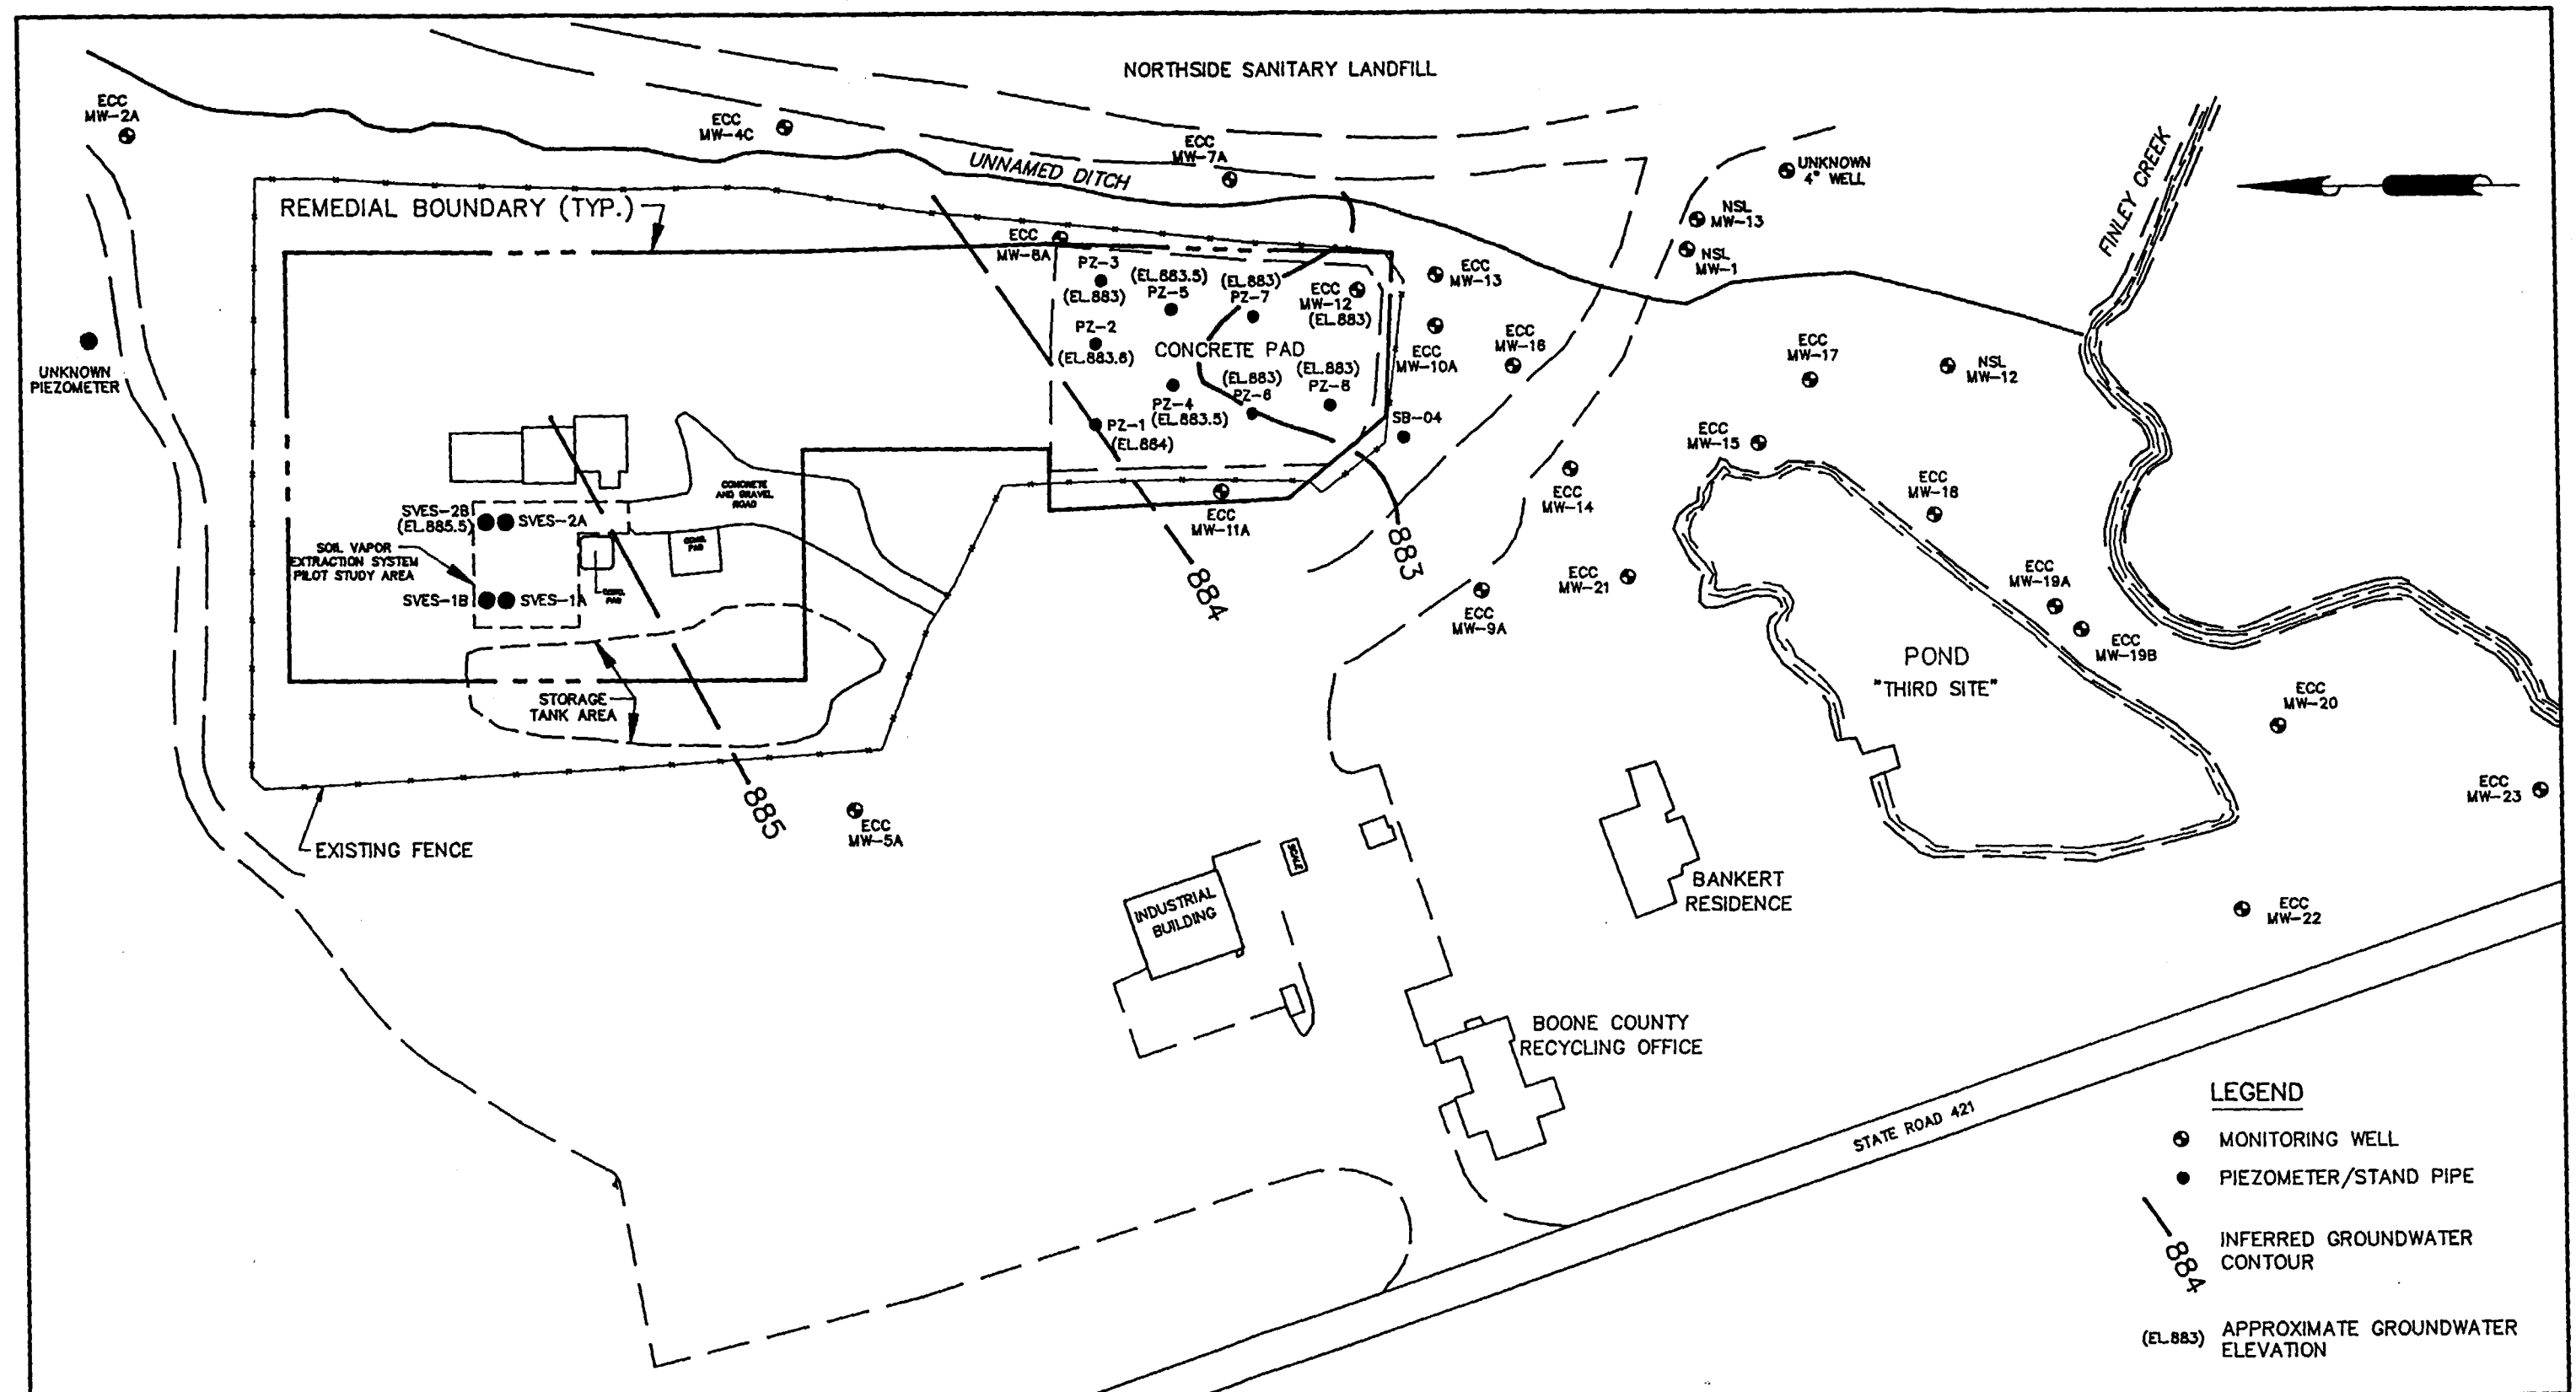 NORTHSIDE SANITARY LANDFILL
ECC
MW-2A
ECC
MW-4C
ECC
MW-7A
UNNAMED DITCH
UNKNOWN
4" WELL
FINLEY CREEK
REMEDIAL BOUNDARY (TYP.)
NSL
MW-13
NSL
MW-1
ECC
MW-8A
PZ-3
(EL.883)
(EL.883.5)
PZ-5
(EL.883)
PZ-7
ECC
MW-12
(EL.883)
ECC
MW-13
PZ-2
(EL.883.6)
CONCRETE PAD
ECC
MW-10A
ECC
MW-16
ECC
MW-17
NSL
MW-12
UNKNOWN
PIEZOMETER
PZ-4
(EL.883.5)
(EL.883)
PZ-6
(EL.883)
PZ-8
PZ-1
(EL.884)
SB-04
ECC
MW-15
CONCRETE
AND GRAVEL
ROAD
ECC
MW-11A
ECC
MW-14
ECC
MW-18
SVES-2B
(EL.885.5)
SVES-2A
SOIL VAPOR
EXTRACTION SYSTEM
PILOT STUDY AREA
CONC.
PAD
CONC.
PAD
SVES-1B
SVES-1A
883
884
ECC
MW-9A
ECC
MW-21
ECC
MW-19A
ECC
MW-19B
POND
"THIRD SITE"
STORAGE
TANK AREA
ECC
MW-20
885
ECC
MW-23
ECC
MW-5A
EXISTING FENCE
SCALE
INDUSTRIAL
BUILDING
BANKERT
RESIDENCE
ECC
MW-22
BOONE COUNTY
RECYCLING OFFICE
STATE ROAD 421
LEGEND
MONITORING WELL
PIEZOMETER/STAND PIPE
884
INFERRED GROUNDWATER
CONTOUR
(EL.883)
APPROXIMATE GROUNDWATER
ELEVATION